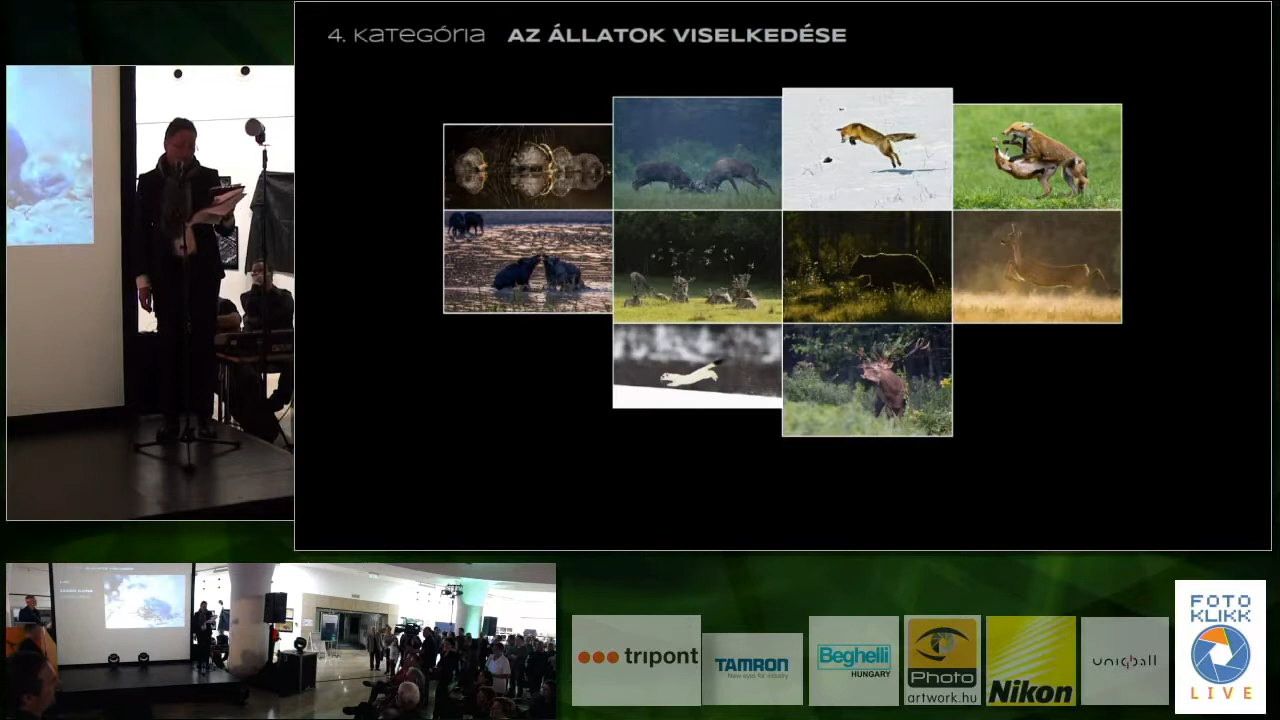 4. Kategória AZ ÁLLATOK VISELKEDÉSE
tripont
TAMRON
New eyes for industry
Beghelli
HUNGARY
Photo
artwork.hu
Nikon
uniqball
FOTO
KLIKK
LIVE